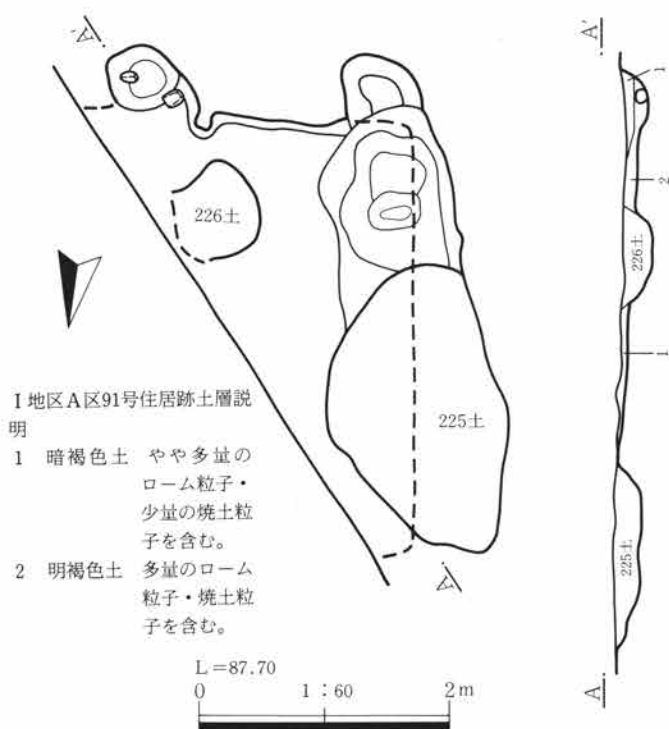 A'
A'
1
2
226土
226土
1
I地区A区91号住居跡土層説
明
1 暗褐色土 やや多量の
ローム粒子・
少量の焼土粒
子を含む。
2 明褐色土 多量のローム
粒子・焼土粒
子を含む。
225土
225土
A
A
L=87.70
0 1:60 2m